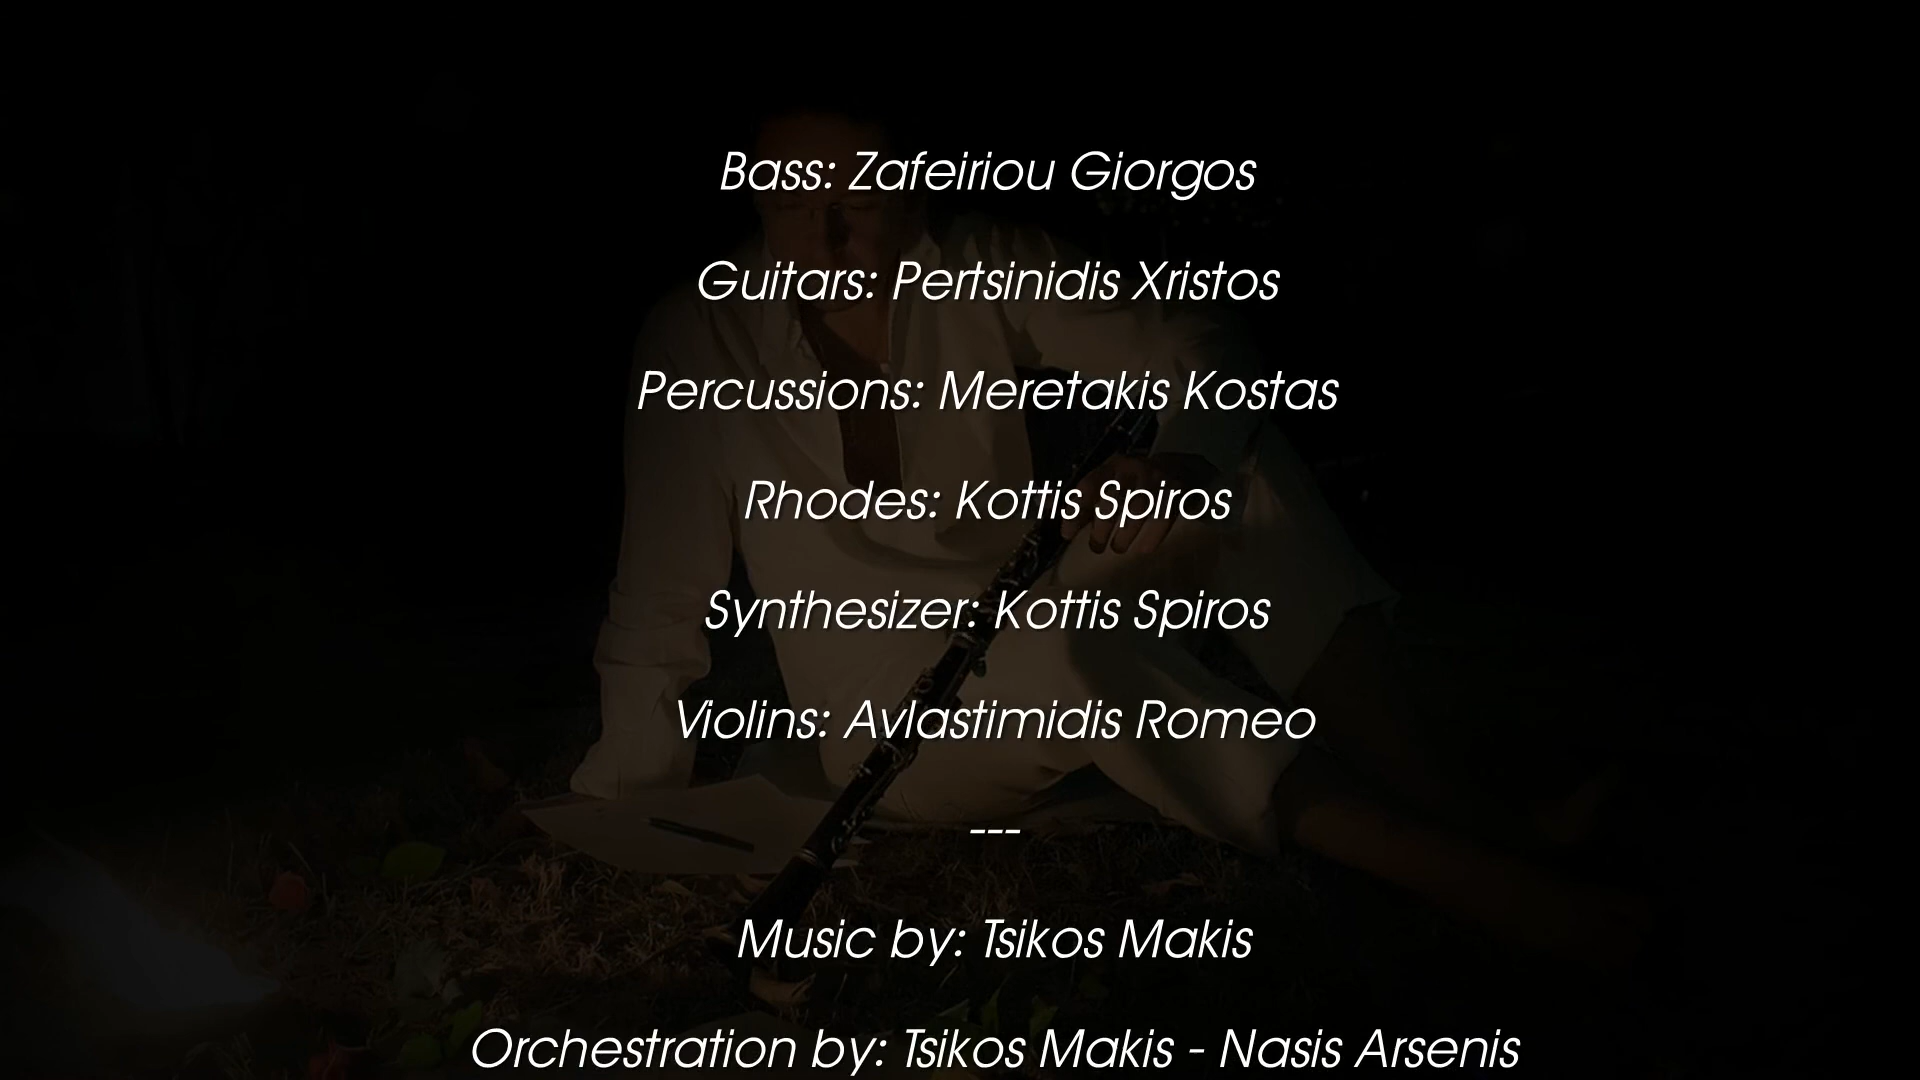 Bass: Zafeiriou Giorgos
Guitars: Pertsinidis Xristos
Percussions: Meretakis Kostas
Rhodes: Kottis Spiros
Synthesizer: Kottis Spiros
Violins: Avlastimidis Romeo
---
Music by: Tsikos Makis
Orchestration by: Tsikos Makis - Nasis Arsenis